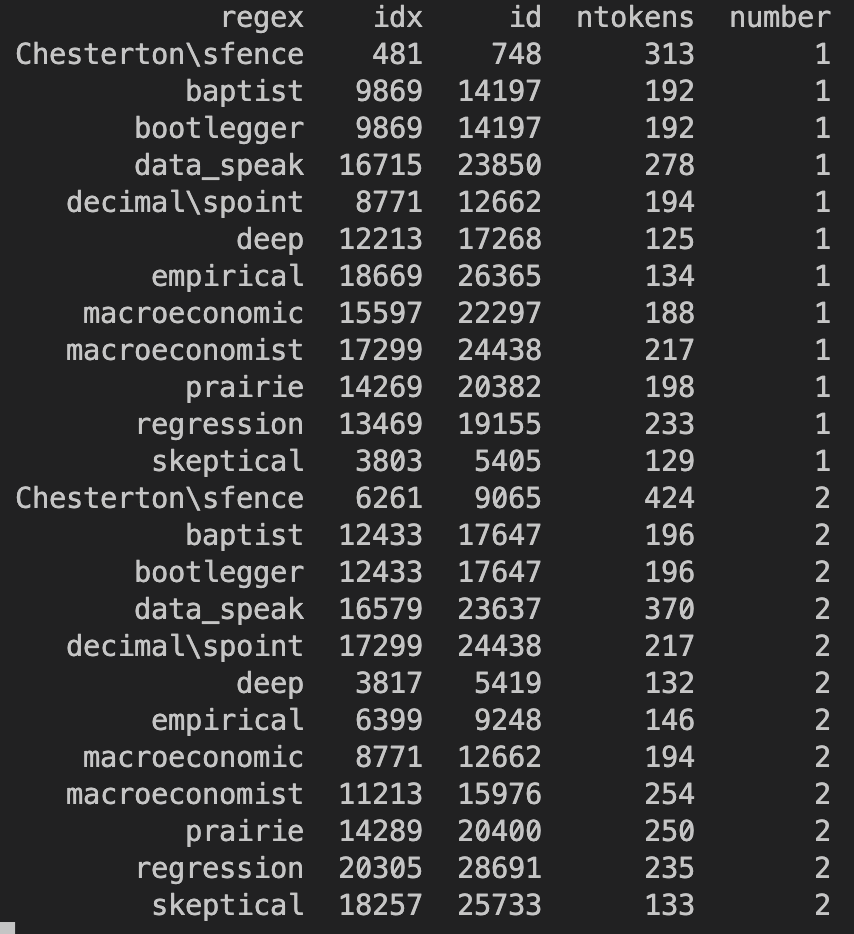 regex idx id ntokens number
Chesterton\sfence 481 748 313 1
baptist 9869 14197 192 1
bootlegger 9869 14197 192 1
data_speak 16715 23850 278 1
decimal\spoint 8771 12662 194 1
deep 12213 17268 125 1
empirical 18669 26365 134 1
macroeconomic 15597 22297 188 1
macroeconomist 17299 24438 217 1
prairie 14269 20382 198 1
regression 13469 19155 233 1
skeptical 3803 5405 129 1
Chesterton\sfence 6261 9065 424 2
baptist 12433 17647 196 2
bootlegger 12433 17647 196 2
data_speak 16579 23637 370 2
decimal\spoint 17299 24438 217 2
deep 3817 5419 132 2
empirical 6399 9248 146 2
macroeconomic 8771 12662 194 2
macroeconomist 11213 15976 254 2
prairie 14289 20400 250 2
regression 20305 28691 235 2
skeptical 18257 25733 133 2